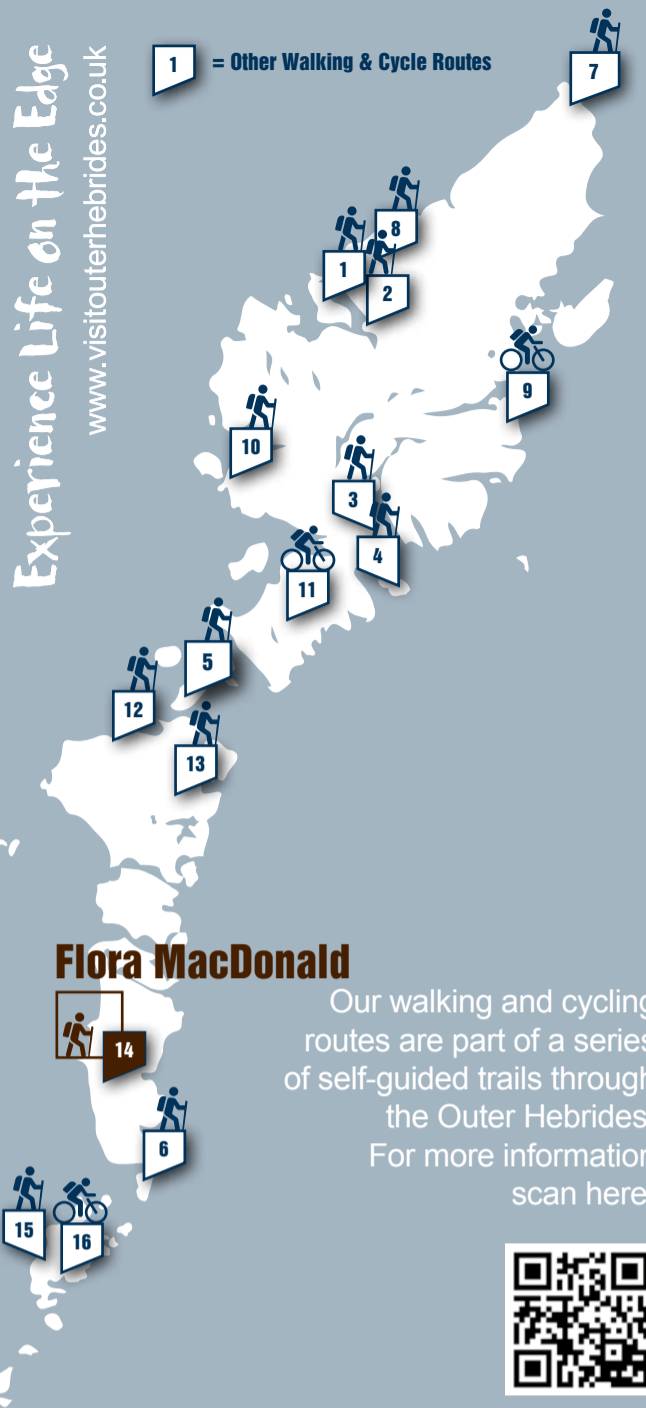 Experience Life on the Edge
www.visitouterhebrides.co.uk
1 = Other Walking & Cycle Routes
7
8
1
2
9
10
3
4
11
5
12
13
Flora MacDonald
14
6
15
16
Our walking and cycling
routes are part of a series
of self-guided trails through
the Outer Hebrides
For more information
scan here